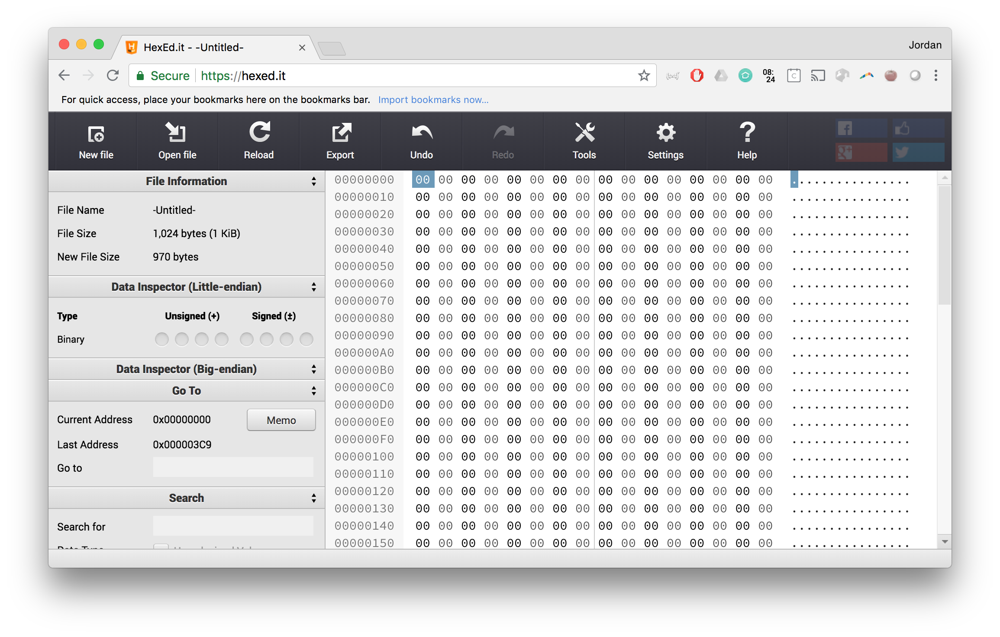 HexEd.it - -Untitled-
Jordan
Secure https://hexed.it
08:
24
C
For quick access, place your bookmarks here on the bookmarks bar. Import bookmarks now...
New file Open file Reload Export Undo Redo Tools Settings Help
File Information
File Name -Untitled-
File Size 1,024 bytes (1 KiB)
New File Size 970 bytes
Data Inspector (Little-endian)
Type Unsigned (+) Signed (±)
Binary
Data Inspector (Big-endian)
Go To
Current Address 0x00000000 Memo
Last Address 0x000003C9
Go to
Search
Search for
00000000 00 00 00 00 00 00 00 00 00 00 00 00 00 00 00 00 ................
00000010 00 00 00 00 00 00 00 00 00 00 00 00 00 00 00 00 ................
00000020 00 00 00 00 00 00 00 00 00 00 00 00 00 00 00 00 ................
00000030 00 00 00 00 00 00 00 00 00 00 00 00 00 00 00 00 ................
00000040 00 00 00 00 00 00 00 00 00 00 00 00 00 00 00 00 ................
00000050 00 00 00 00 00 00 00 00 00 00 00 00 00 00 00 00 ................
00000060 00 00 00 00 00 00 00 00 00 00 00 00 00 00 00 00 ................
00000070 00 00 00 00 00 00 00 00 00 00 00 00 00 00 00 00 ................
00000080 00 00 00 00 00 00 00 00 00 00 00 00 00 00 00 00 ................
00000090 00 00 00 00 00 00 00 00 00 00 00 00 00 00 00 00 ................
000000A0 00 00 00 00 00 00 00 00 00 00 00 00 00 00 00 00 ................
000000B0 00 00 00 00 00 00 00 00 00 00 00 00 00 00 00 00 ................
000000C0 00 00 00 00 00 00 00 00 00 00 00 00 00 00 00 00 ................
000000D0 00 00 00 00 00 00 00 00 00 00 00 00 00 00 00 00 ................
000000E0 00 00 00 00 00 00 00 00 00 00 00 00 00 00 00 00 ................
000000F0 00 00 00 00 00 00 00 00 00 00 00 00 00 00 00 00 ................
00000100 00 00 00 00 00 00 00 00 00 00 00 00 00 00 00 00 ................
00000110 00 00 00 00 00 00 00 00 00 00 00 00 00 00 00 00 ................
00000120 00 00 00 00 00 00 00 00 00 00 00 00 00 00 00 00 ................
00000130 00 00 00 00 00 00 00 00 00 00 00 00 00 00 00 00 ................
00000140 00 00 00 00 00 00 00 00 00 00 00 00 00 00 00 00 ................
00000150 00 00 00 00 00 00 00 00 00 00 00 00 00 00 00 00 ................